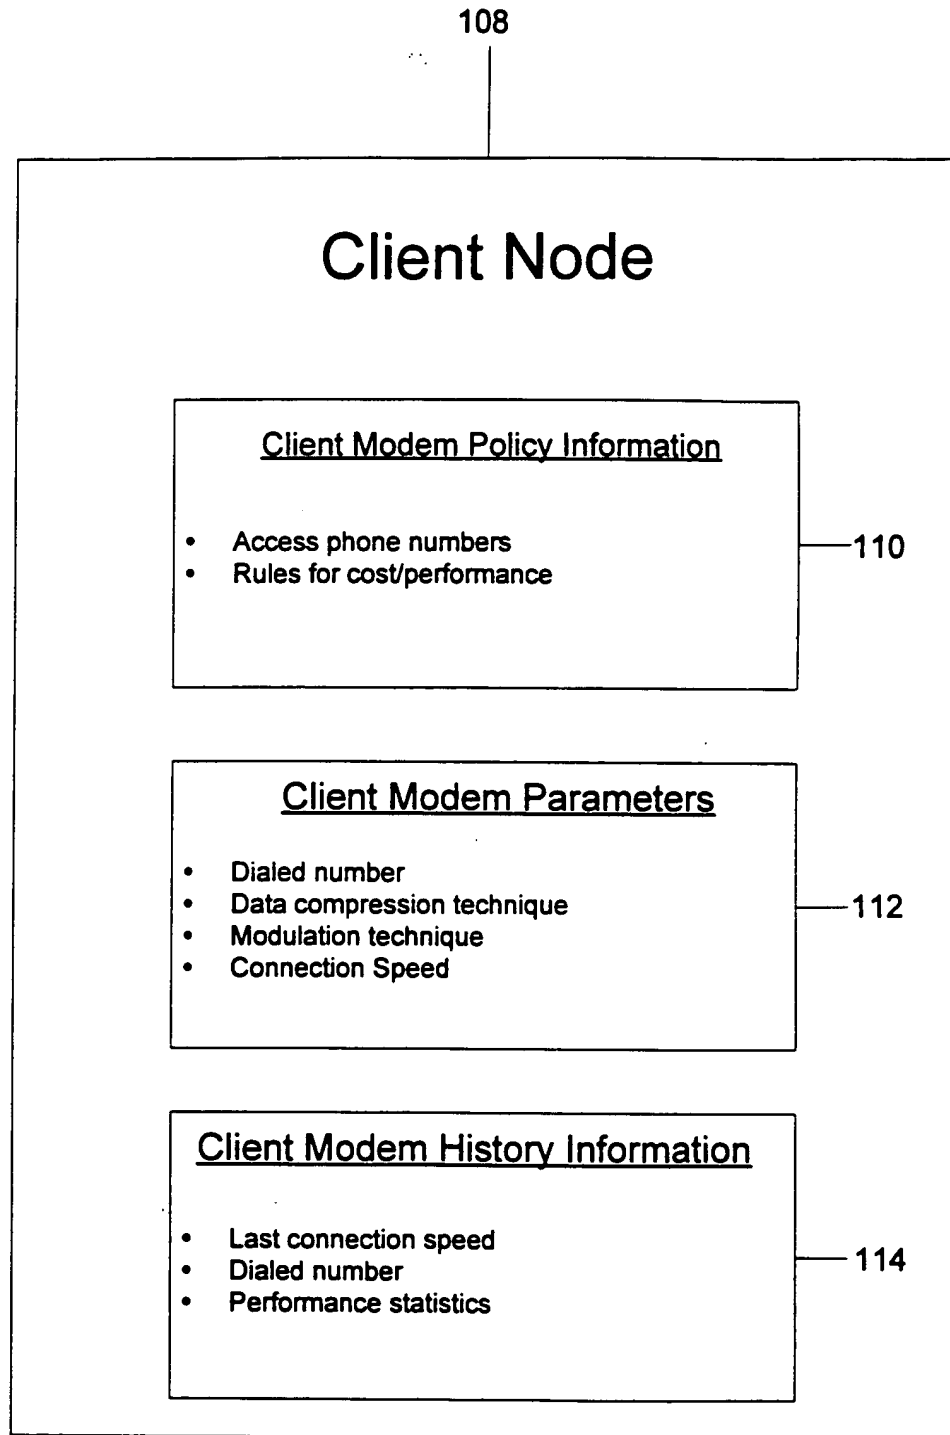 108
Client Node
Client Modem Policy Information
• Access phone numbers
• Rules for cost/performance
110
Client Modem Parameters
• Dialed number
• Data compression technique
• Modulation technique
• Connection Speed
112
Client Modem History Information
• Last connection speed
• Dialed number
• Performance statistics
114